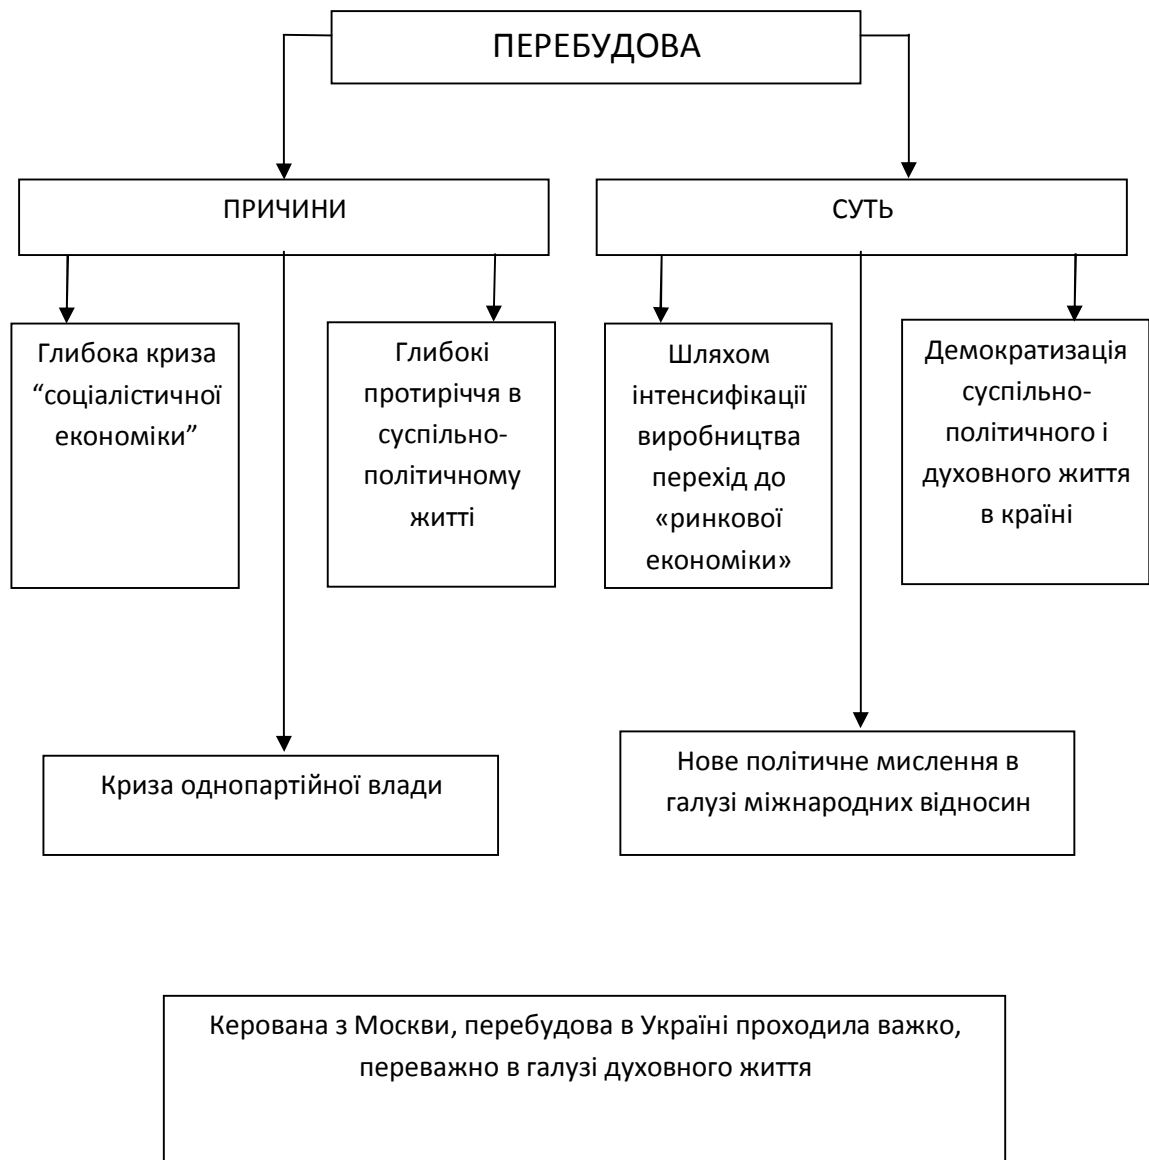 ПЕРЕБУДОВА
ПРИЧИНИ
СУТЬ
Глибока криза
“соціалістичної
економіки”
Глибокі
протиріччя в
суспільно-
політичному
житті
Шляхом
інтенсифікації
виробництва
перехід до
«ринкової
економіки»
Демократизація
суспільно-
політичного і
духовного життя
в країні
Криза однопартійної влади
Нове політичне мислення в
галузі міжнародних відносин
Керована з Москви, перебудова в Україні проходила важко,
переважно в галузі духовного життя